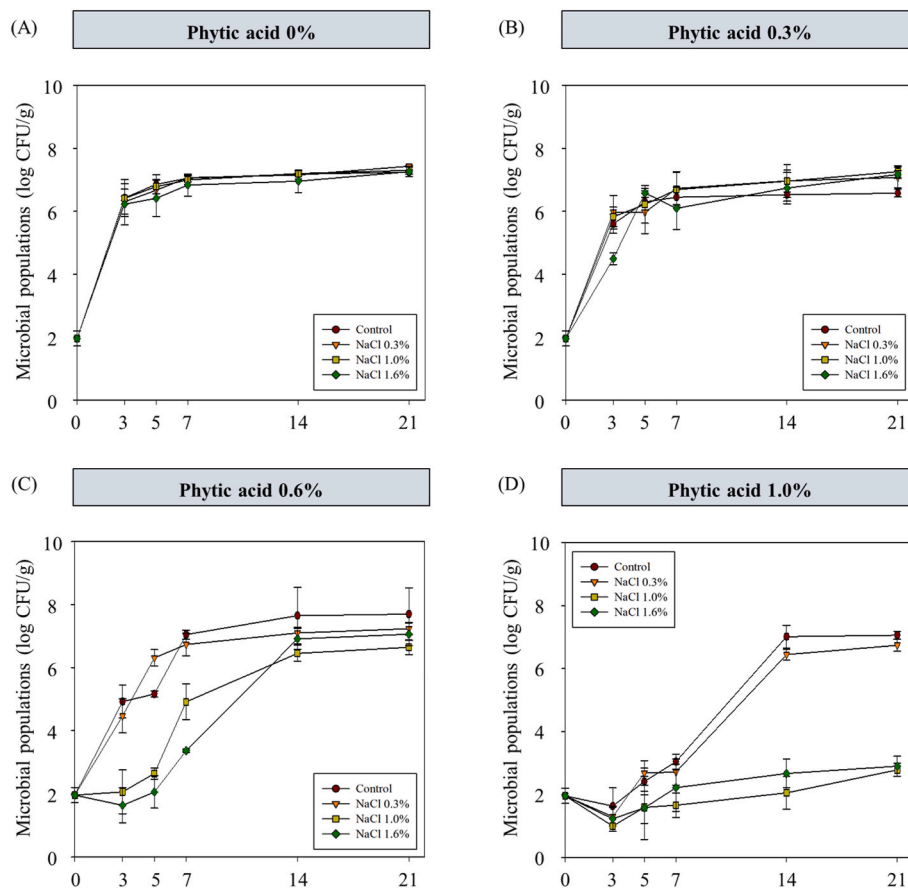 (A)
Phytic acid 0%
Microbial populations (log CFU/g)
10
8
6
4
2
0
Control
NaCl 0.3%
NaCl 1.0%
NaCl 1.6%
0 3 5 7 14 21
(B)
Phytic acid 0.3%
Microbial populations (log CFU/g)
10
8
6
4
2
0
Control
NaCl 0.3%
NaCl 1.0%
NaCl 1.6%
0 3 5 7 14 21
(C)
Phytic acid 0.6%
Microbial populations (log CFU/g)
10
8
6
4
2
0
Control
NaCl 0.3%
NaCl 1.0%
NaCl 1.6%
0 3 5 7 14 21
(D)
Phytic acid 1.0%
Microbial populations (log CFU/g)
10
8
6
4
2
0
Control
NaCl 0.3%
NaCl 1.0%
NaCl 1.6%
0 3 5 7 14 21